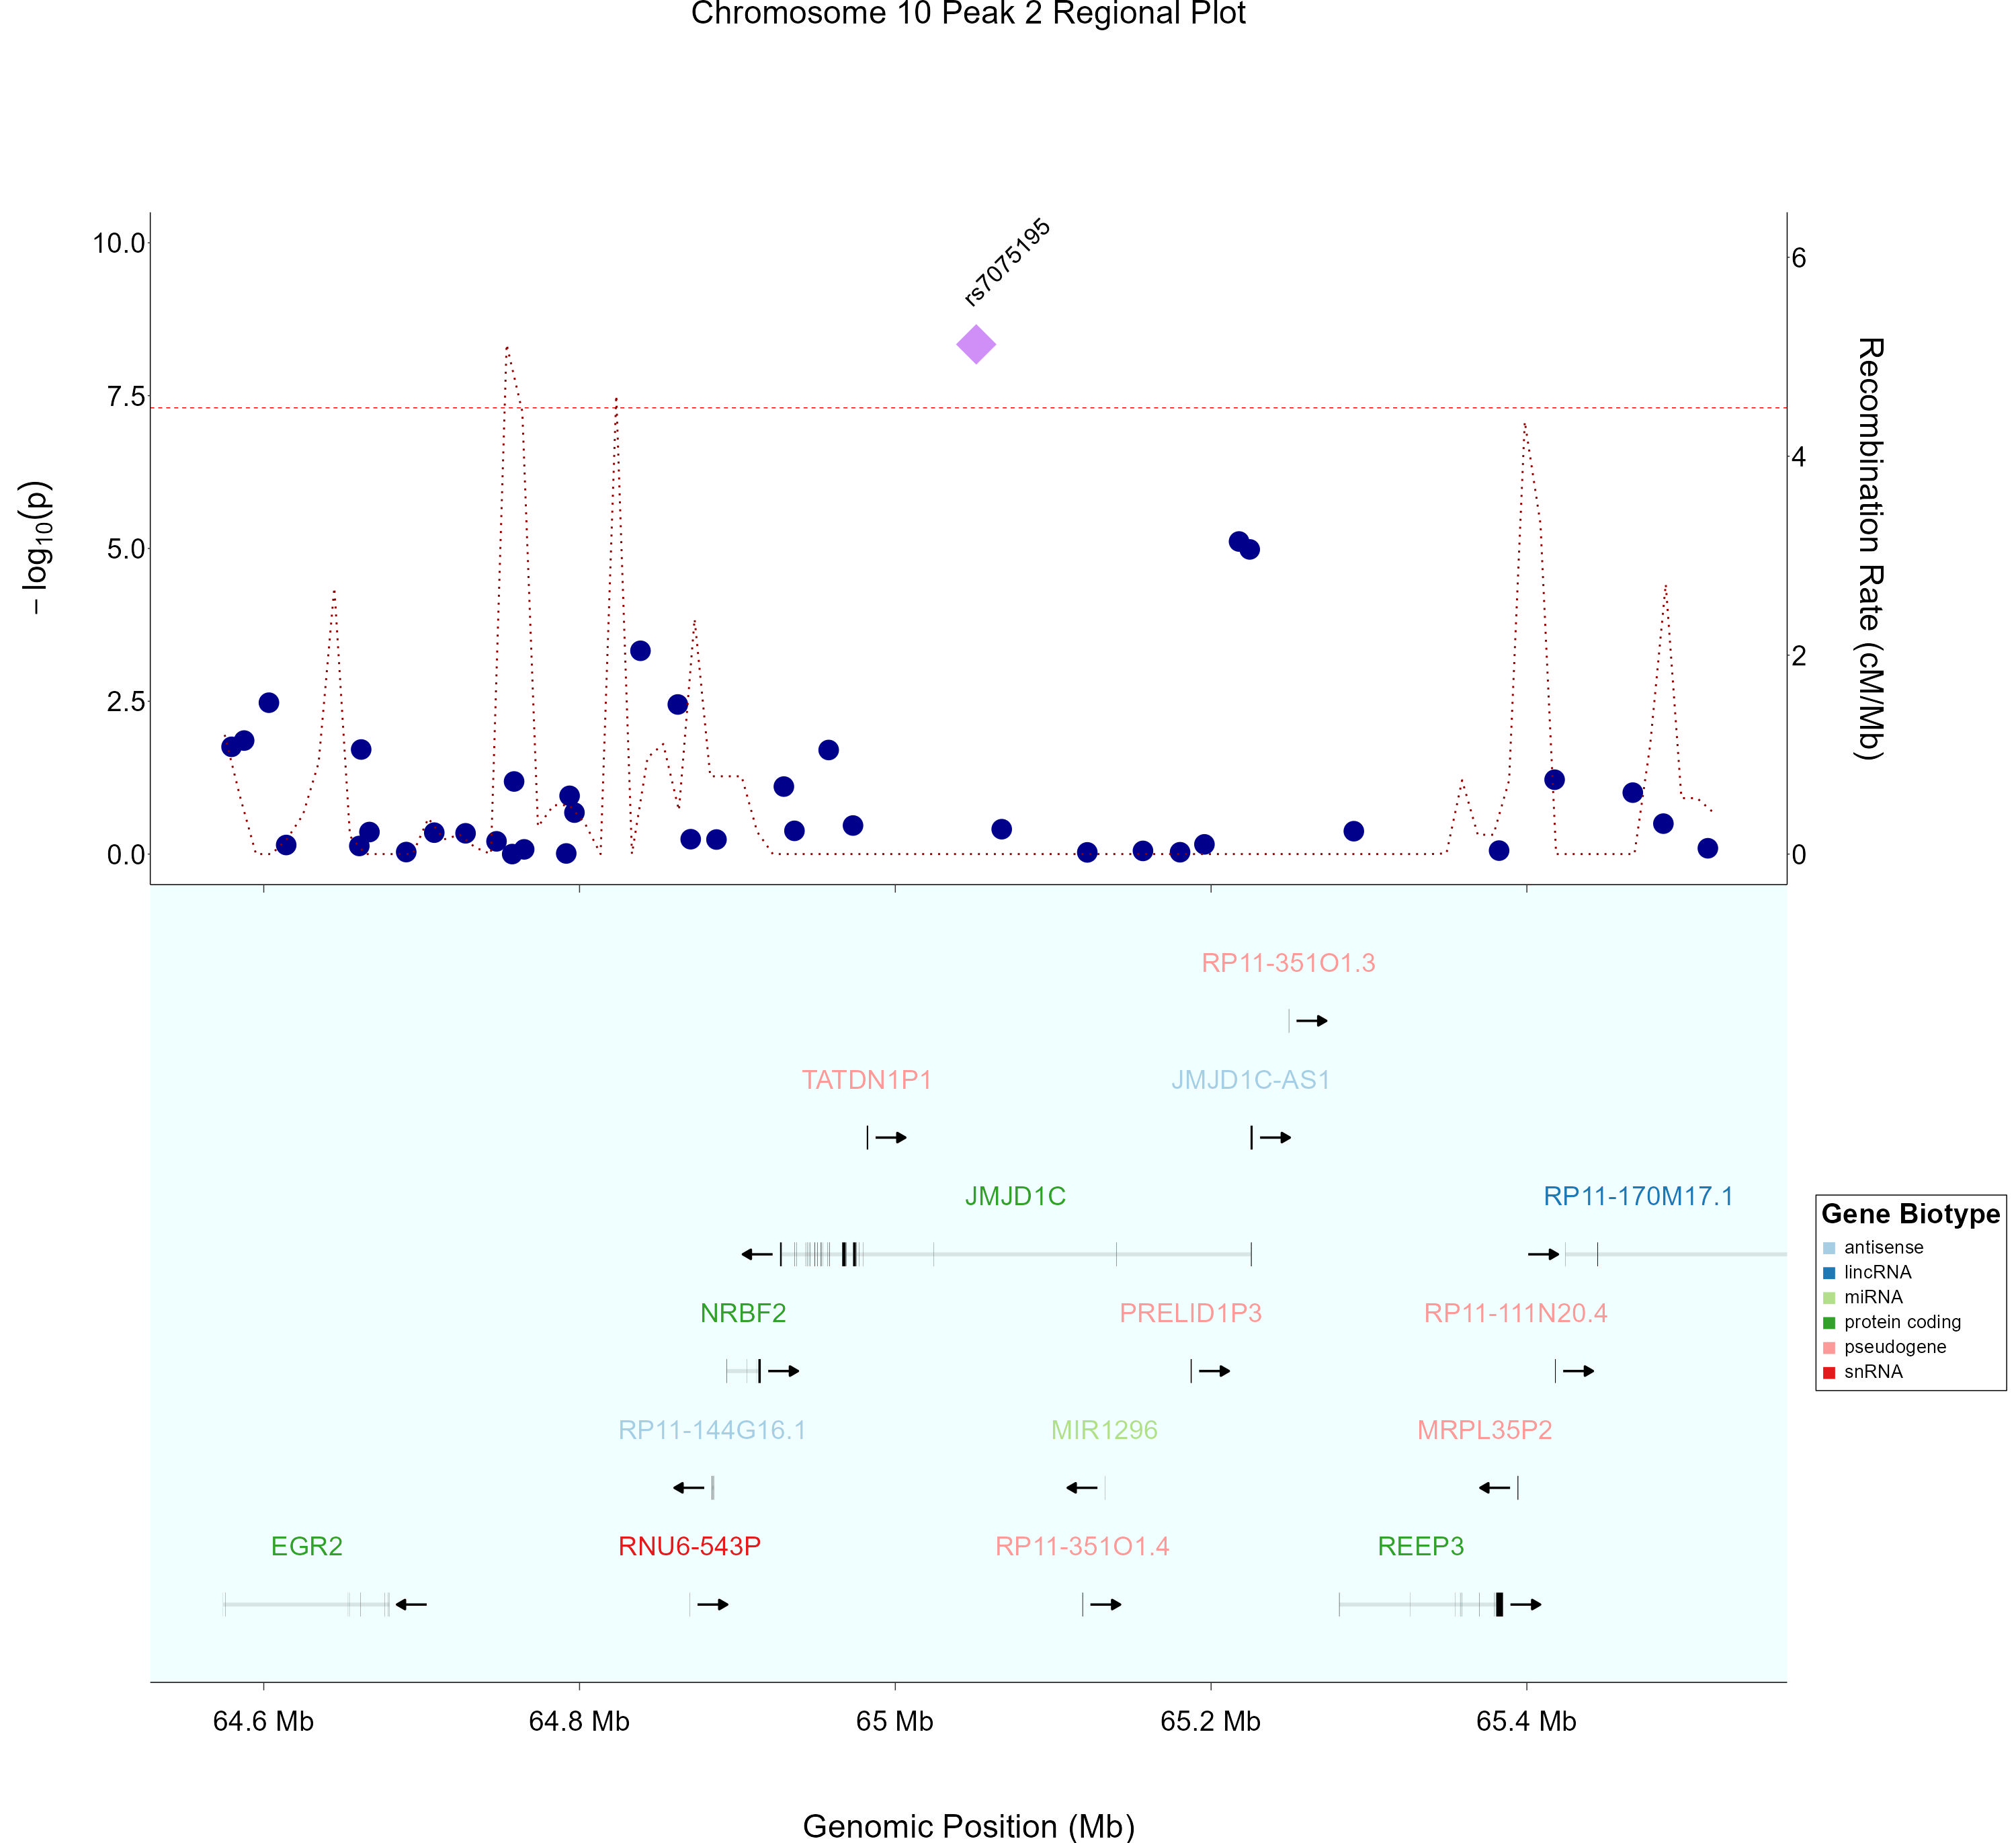 Chromosome 10 Peak 2 Regional Plot
rs7075195
10.0
7.5
5.0
2.5
0.0
− log10(p)
6
4
2
0
Recombination Rate (cM/Mb)
RP11-351O1.3
TATDN1P1
JMJD1C-AS1
JMJD1C
RP11-170M17.1
NRBF2
PRELID1P3
RP11-111N20.4
RP11-144G16.1
MIR1296
MRPL35P2
EGR2
RNU6-543P
RP11-351O1.4
REEP3
Gene Biotype
antisense
lincRNA
miRNA
protein coding
pseudogene
snRNA
64.6 Mb
64.8 Mb
65 Mb
65.2 Mb
65.4 Mb
Genomic Position (Mb)